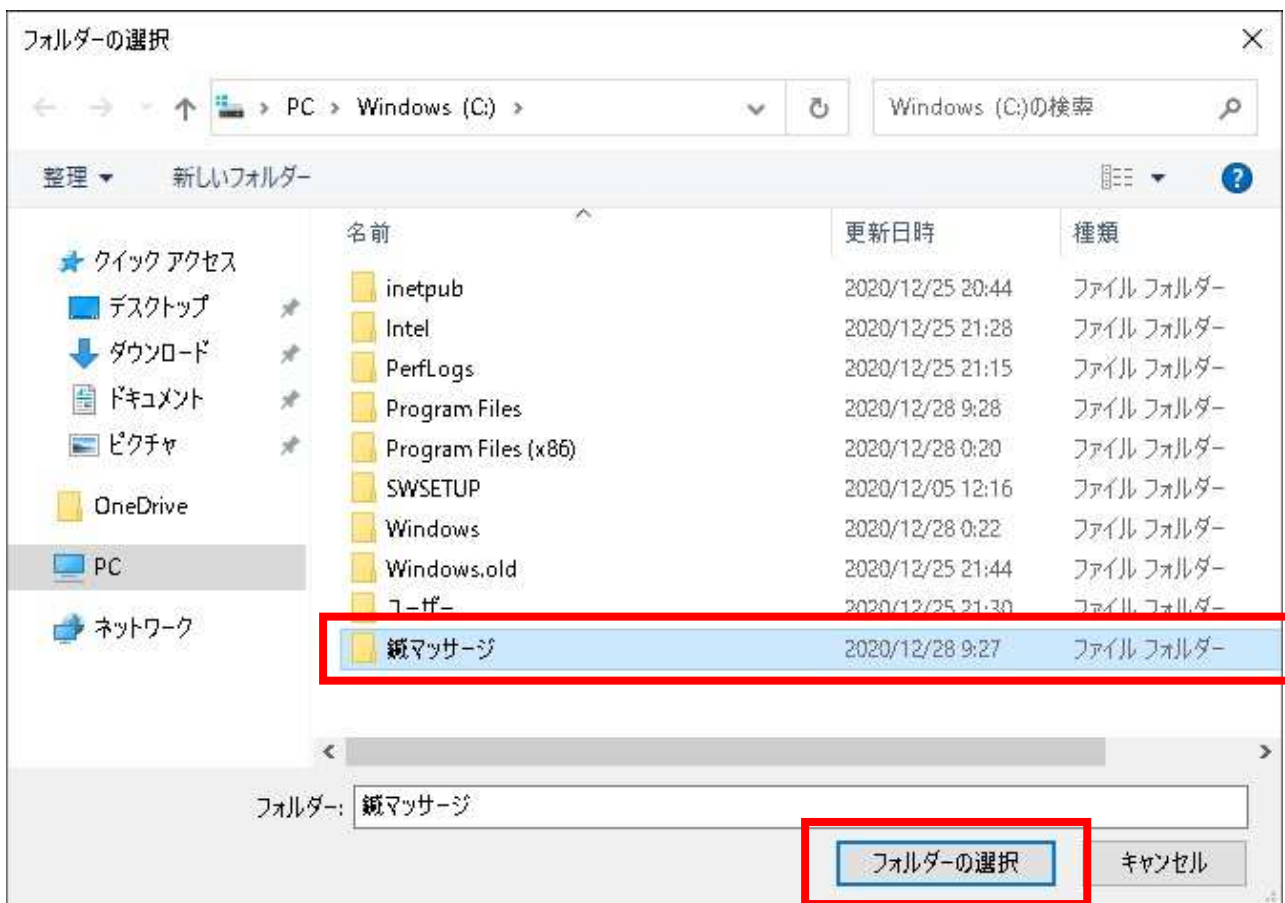 フォルダーの選択
PC > Windows (C:) >
Windows (C:)の検索
整理 新しいフォルダー
名前 更新日時 種類
クイック アクセス
デスクトップ
ダウンロード
ドキュメント
ピクチャ
OneDrive
PC
ネットワーク
inetpub 2020/12/25 20:44 ファイル フォルダー
Intel 2020/12/25 21:28 ファイル フォルダー
PerfLogs 2020/12/25 21:15 ファイル フォルダー
Program Files 2020/12/28 9:28 ファイル フォルダー
Program Files (x86) 2020/12/28 0:20 ファイル フォルダー
SWSETUP 2020/12/05 12:16 ファイル フォルダー
Windows 2020/12/28 0:22 ファイル フォルダー
Windows.old 2020/12/25 21:44 ファイル フォルダー
ユーザー 2020/12/25 21:30 ファイル フォルダー
鍼マッサージ 2020/12/28 9:27 ファイル フォルダー
フォルダー: 鍼マッサージ
フォルダーの選択 キャンセル